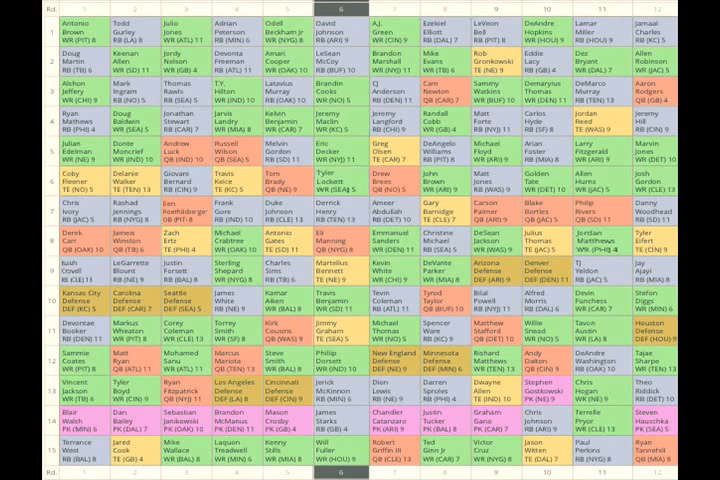 Rd. 1 2 3 4 5 6 7 8 9 10 11 12
Antonio Todd Julio Adrian Odell David A.J. Ezekiel LeVeon DeAndre Lamar Jamaal
1 Brown Gurley Jones Peterson Beckham Jr Johnson Green Elliott Bell Hopkins Miller Charles
WR (PIT) 8 RB (LA) 8 WR (ATL) 11 RB (MIN) 6 WR (NYG) 8 RB (ARI) 9 WR (CIN) 9 RB (DAL) 7 RB (PIT) 8 WR (HOU) 9 RB (HOU) 9 RB (KC) 5
Doug Keenan Jordy Devonta Amari LeSean Brandon Mike Rob Eddie Dez Allen
2 Martin Allen Nelson Freeman Cooper McCoy Marshall Evans Gronkowski Lacy Bryant Robinson
RB (TB) 6 WR (SD) 11 WR (GB) 4 RB (ATL) 11 WR (OAK) 10 RB (BUF) 10 WR (NYJ) 11 WR (TB) 6 TE (NE) 9 RB (GB) 4 WR (DAL) 7 WR (JAC) 5
Alshon Mark Thomas T.Y. Latavius Brandin CJ Cam Sammy Demaryius DeMarco Aaron
3 Jeffery Ingram Rawls Hilton Murray Cooks Anderson Newton Watkins Thomas Murray Rodgers
WR (CHI) 9 RB (NO) 5 RB (SEA) 5 WR (IND) 10 RB (OAK) 10 WR (NO) 5 RB (DEN) 11 QB (CAR) 7 WR (BUF) 10 WR (DEN) 11 RB (TEN) 13 QB (GB) 4
Ryan Doug Jonathan Jarvis Kelvin Jeremy Jeremy Randall Matt Carlos Jordan Jeremy
4 Mathews Baldwin Stewart Landry Benjamin Maclin Langford Cobb Forte Hyde Reed Hill
RB (PHI) 4 WR (SEA) 5 RB (CAR) 7 WR (MIA) 8 WR (CAR) 7 WR (KC) 5 RB (CHI) 9 WR (GB) 4 RB (NYJ) 11 RB (SF) 8 TE (WAS) 9 RB (CIN) 9
Julian Donte Andrew Russell Melvin Eric Greg DeAngelo Michael Arian Larry Marvin
5 Edelman Moncrief Luck Wilson Gordon Decker Olsen Williams Floyd Foster Fitzgerald Jones
WR (NE) 9 WR (IND) 10 QB (IND) 10 QB (SEA) 5 RB (SD) 11 WR (NYJ) 11 TE (CAR) 7 RB (PIT) 8 WR (ARI) 9 RB (MIA) 8 WR (ARI) 9 WR (DET) 10
Coby Delanie Giovani Travis Tom Tyler Drew John Matt Golden Allen Josh
6 Fleener Walker Bernard Kelce Brady Lockett Brees Brown Jones Tate Hurns Gordon
TE (NO) 5 TE (TEN) 13 RB (CIN) 9 TE (KC) 5 QB (NE) 9 WR (SEA) 5 QB (NO) 5 WR (ARI) 9 RB (WAS) 9 WR (DET) 10 WR (JAC) 5 WR (CLE) 13
Chris Rashad Ben Frank Duke Derrick Ameer Gary Carson Blake Philip Danny
7 Ivory Jennings Roethlisberger Gore Johnson Henry Abdullah Barnidge Palmer Bortles Rivers Woodhead
RB (JAC) 5 RB (NYG) 8 QB (PIT) 8 RB (IND) 10 RB (CLE) 13 RB (TEN) 13 RB (DET) 10 TE (CLE) 7 QB (ARI) 9 QB (JAC) 5 QB (SD) 11 RB (SD) 11
Derek Jameis Zach Michael Antonio Eli Emmanuel Christine DeSean Julius Jordan Tyler
8 Carr Winston Ertz Crabtree Gates Manning Sanders Michael Jackson Thomas Matthews Eifert
QB (OAK) 10 QB (TB) 6 TE (PHI) 4 WR (OAK) 10 TE (SD) 11 QB (NYG) 8 WR (DEN) 11 RB (SEA) 5 WR (WAS) 9 TE (JAC) 5 WR (PHI) 4 TE (CIN) 9
Isaiah LeGarrette Justin Sterling Charles Martellus Kevin DeVante Arizona Denver TJ Jay
9 Crowell Blount Forsett Shepard Sims Bennett White Parker Defense Defense Yeldon Ajayi
RB (CLE) 13 RB (NE) 9 RB (BAL) 8 WR (NYG) 8 RB (TB) 6 TE (NE) 9 WR (CHI) 9 WR (MIA) 8 DEF (ARI) 9 DEF (DEN) 11 RB (JAC) 5 RB (MIA) 8
Kansas City Carolina Seattle James Kamar Travis Tevin Tyrod Bilal Alfred Devin Stefon
10 Defense Defense Defense White Aiken Benjamin Coleman Taylor Powell Morris Funchess Diggs
DEF (KC) 5 DEF (CAR) 7 DEF (SEA) 5 RB (NE) 9 WR (BAL) 8 WR (SD) 11 RB (ATL) 11 QB (BUF) 10 RB (NYJ) 11 RB (DAL) 7 WR (CAR) 7 WR (MIN) 6
Devontae Markus Corey Torrey Kirk Jimmy Michael Spencer Matthew Willie Tavon Houston
11 Booker Wheaton Coleman Smith Cousins Graham Thomas Ware Stafford Snead Austin Defense
RB (DEN) 11 WR (PIT) 8 WR (CLE) 13 WR (SF) 8 QB (WAS) 9 TE (SEA) 5 WR (NO) 5 RB (KC) 9 QB (DET) 10 WR (NO) 5 WR (LA) 8 DEF (HOU) 9
Sammie Matt Mohamed Marcus Steve Phillip New England Minnesota Richard Andy DeAndre Tajae
12 Coates Ryan Sanu Mariota Smith Dorsett Defense Defense Matthews Dalton Washington Sharpe
WR (PIT) 8 QB (ATL) 11 WR (ATL) 11 QB (TEN) 13 WR (BAL) 8 WR (IND) 10 DEF (NE) 9 DEF (MIN) 6 WR (TEN) 13 QB (CIN) 9 RB (OAK) 10 WR (TEN) 13
Vincent Tyler Ryan Los Angeles Cincinnati Jerick Dion Darren Dwayne Stephen Chris Theo
13 Jackson Boyd Fitzpatrick Defense Defense McKinnon Lewis Sproles Allen Gostkowski Hogan Riddick
WR (TB) 6 WR (CIN) 9 QB (NYJ) 11 DEF (LA) 8 DEF (CIN) 9 RB (MIN) 6 RB (NE) 9 RB (PHI) 4 TE (IND) 10 PK (NE) 9 WR (NE) 9 RB (DET) 10
Blair Dan Sebastian Brandon Mason James Chandler Justin Graham Chris Terrelle Steven
14 Walsh Bailey Janikowski McManus Crosby Starks Catanzaro Tucker Gano Johnson Pryor Hauschka
PK (MIN) 6 PK (DAL) 7 PK (OAK) 10 PK (DEN) 11 PK (GB) 4 RB (GB) 4 PK (ARI) 9 PK (BAL) 8 PK (CAR) 7 RB (ARI) 9 WR (CLE) 13 PK (SEA) 5
Terrance Jared Mike Laquon Kenny Will Robert Ted Victor Jason Paul Ryan
15 West Cook Wallace Treadwell Stills Fuller Griffin III Ginn Jr Cruz Witten Perkins Tannehill
RB (BAL) 8 TE (GB) 4 WR (BAL) 8 WR (MIN) 6 WR (MIA) 8 WR (HOU) 9 QB (CLE) 13 WR (CAR) 7 WR (NYG) 8 TE (DAL) 7 RB (NYG) 8 QB (MIA) 8
Rd. 1 2 3 4 5 6 7 8 9 10 11 12